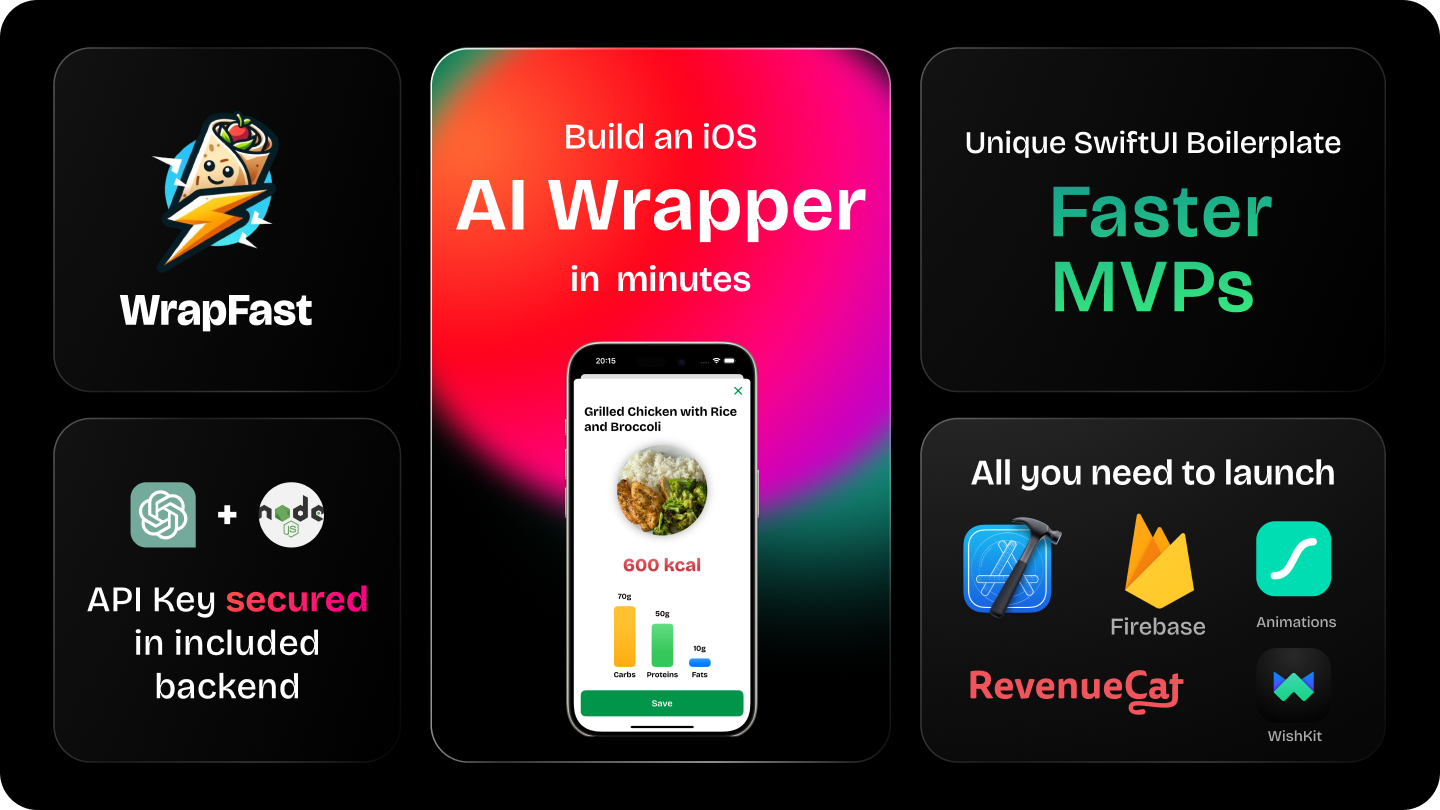 WrapFast
Build an iOS
AI Wrapper
in minutes
20:15
Grilled Chicken with Rice
and Broccoli
600 kcal
70g
50g
10g
Carbs
Proteins
Fats
Save
Unique SwiftUI Boilerplate
Faster
MVPs
+
node
JS
API Key secured
in included
backend
All you need to launch
Firebase
Animations
RevenueCat
WishKit